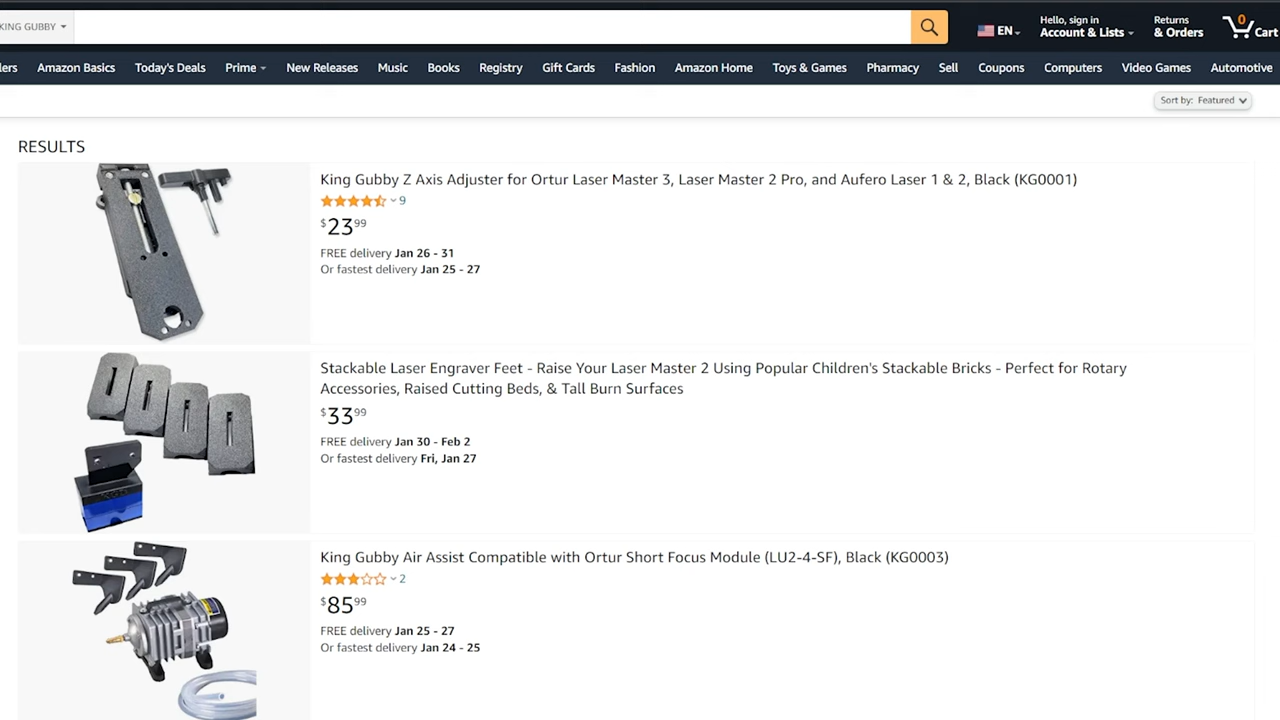 KING GUBBY
EN
Hello, sign in
Account & Lists
Returns
& Orders
0
Cart
lers
Amazon Basics
Today's Deals
Prime
New Releases
Music
Books
Registry
Gift Cards
Fashion
Amazon Home
Toys & Games
Pharmacy
Sell
Coupons
Computers
Video Games
Automotive
Sort by: Featured
RESULTS
King Gubby Z Axis Adjuster for Ortur Laser Master 3, Laser Master 2 Pro, and Aufero Laser 1 & 2, Black (KG0001)
9
$23 99
FREE delivery Jan 26 - 31
Or fastest delivery Jan 25 - 27
Stackable Laser Engraver Feet - Raise Your Laser Master 2 Using Popular Children's Stackable Bricks - Perfect for Rotary
Accessories, Raised Cutting Beds, & Tall Burn Surfaces
$33 99
FREE delivery Jan 30 - Feb 2
Or fastest delivery Fri, Jan 27
King Gubby Air Assist Compatible with Ortur Short Focus Module (LU2-4-SF), Black (KG0003)
2
$85 99
FREE delivery Jan 25 - 27
Or fastest delivery Jan 24 - 25